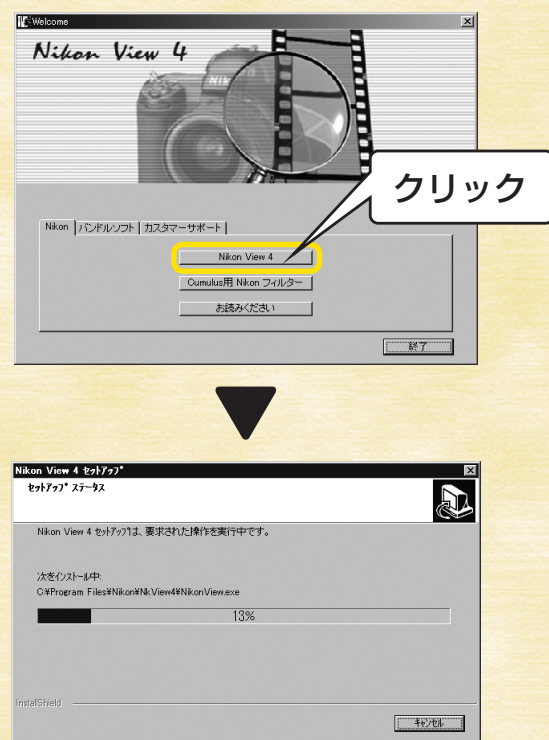 Welcome
Nikon View 4
クリック
Nikon バンドルソフト カスタマーサポート
Nikon View 4
Cumulus用 Nikon フィルター
お読みください
終了
Nikon View 4 ｾｯﾄｱｯﾌﾟ
ｾｯﾄｱｯﾌﾟ ｽﾃｰﾀｽ
Nikon View 4 ｾｯﾄｱｯﾌﾟは、要求された操作を実行中です。
次をインストール中:
C:¥Program Files¥Nikon¥NkView4¥NikonView.exe
13%
InstallShield
ｷｬﾝｾﾙ